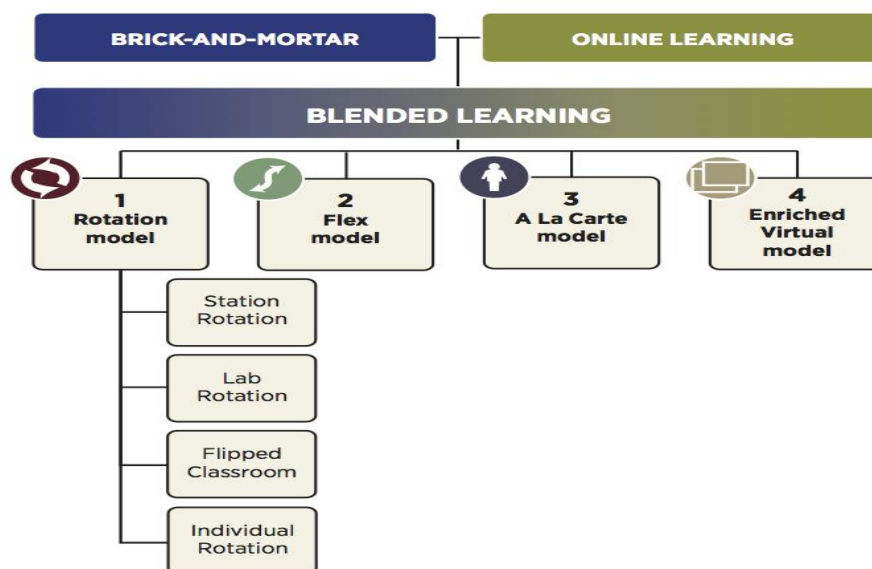 BRICK-AND-MORTAR
ONLINE LEARNING
BLENDED LEARNING
1
Rotation
model
2
Flex
model
3
A La Carte
model
4
Enriched
Virtual
model
Station
Rotation
Lab
Rotation
Flipped
Classroom
Individual
Rotation